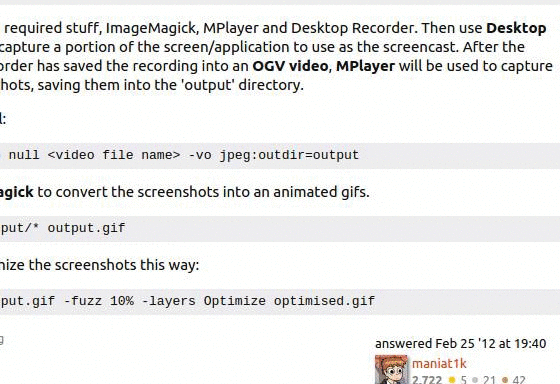 required stuff, ImageMagick, MPlayer and Desktop Recorder. Then use Desktop
capture a portion of the screen/application to use as the screencast. After the
order has saved the recording into an OGV video, MPlayer will be used to capture
hots, saving them into the 'output' directory.
l:
null <video file name> -vo jpeg:outdir=output
agick to convert the screenshots into an animated gifs.
put/* output.gif
nize the screenshots this way:
put.gif -fuzz 10% -layers Optimize optimised.gif
g
answered Feb 25 '12 at 19:40
maniat1k
2,722 5 21 42